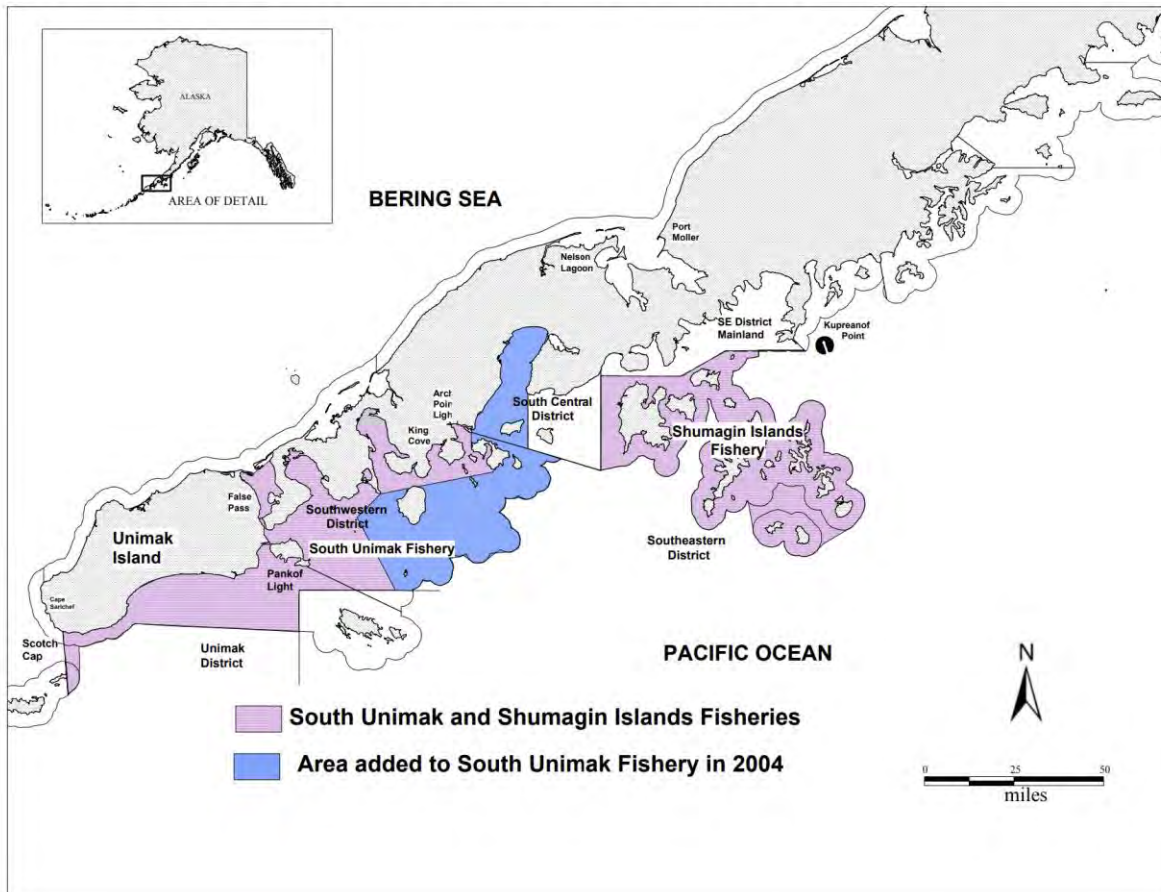 ALASKA
AREA OF DETAIL
BERING SEA
Port
Moller
Nelson
Lagoon
SE District
Mainland
Kupreanof
Point
Arch
Point
Light
South Central
District
King
Cove
Shumagin Islands
Fishery
False
Pass
Southwestern
District
South Unimak Fishery
Southeastern
District
Unimak
Island
Pankof
Light
Cape
Sarichef
Scotch
Cap
Unimak
District
PACIFIC OCEAN
N
South Unimak and Shumagin Islands Fisheries
Area added to South Unimak Fishery in 2004
0 25 50
miles